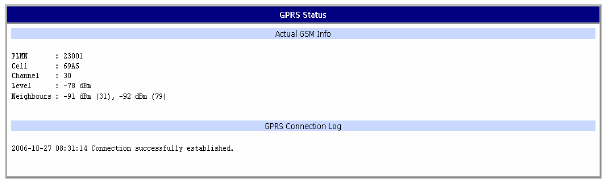 GPRS Status
Actual GSM Info
PLMN : 23001
Cell : 69A5
Channel : 30
Level : -78 dBm
Neighbours : -91 dBm (31), -92 dBm (79)
GPRS Connection Log
2006-10-27 08:31:14 Connection successfully established.